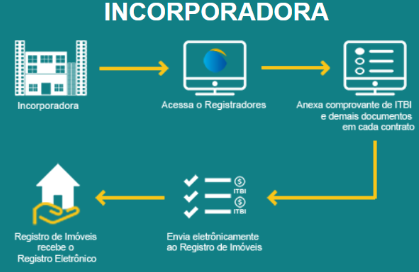 INCORPORADORA
Incorporadora
Acessa o Registradores
Anexa comprovante de ITBI
e demais documentos
em cada contrato
Registro de Imóveis
recebe o
Registro Eletrônico
ITBI
ITBI
Envia eletrônicamente
ao Registro de Imóveis